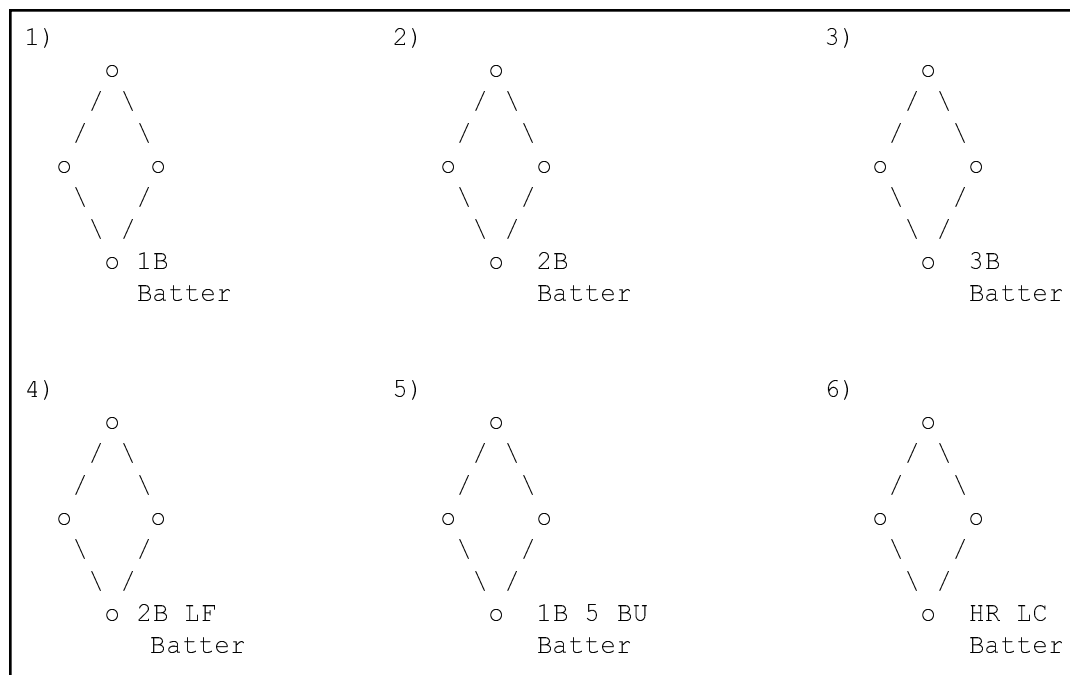 1) 2) 3)
o o o
/ \ / \ / \
/ \ / \ / \
o o o o o o
\ / \ / \ /
\ / \ / \ /
o 1B o 2B o 3B
Batter Batter Batter
4) 5) 6)
o o o
/ \ / \ / \
/ \ / \ / \
o o o o o o
\ / \ / \ /
\ / \ / \ /
o 2B LF o 1B 5 BU o HR LC
Batter Batter Batter